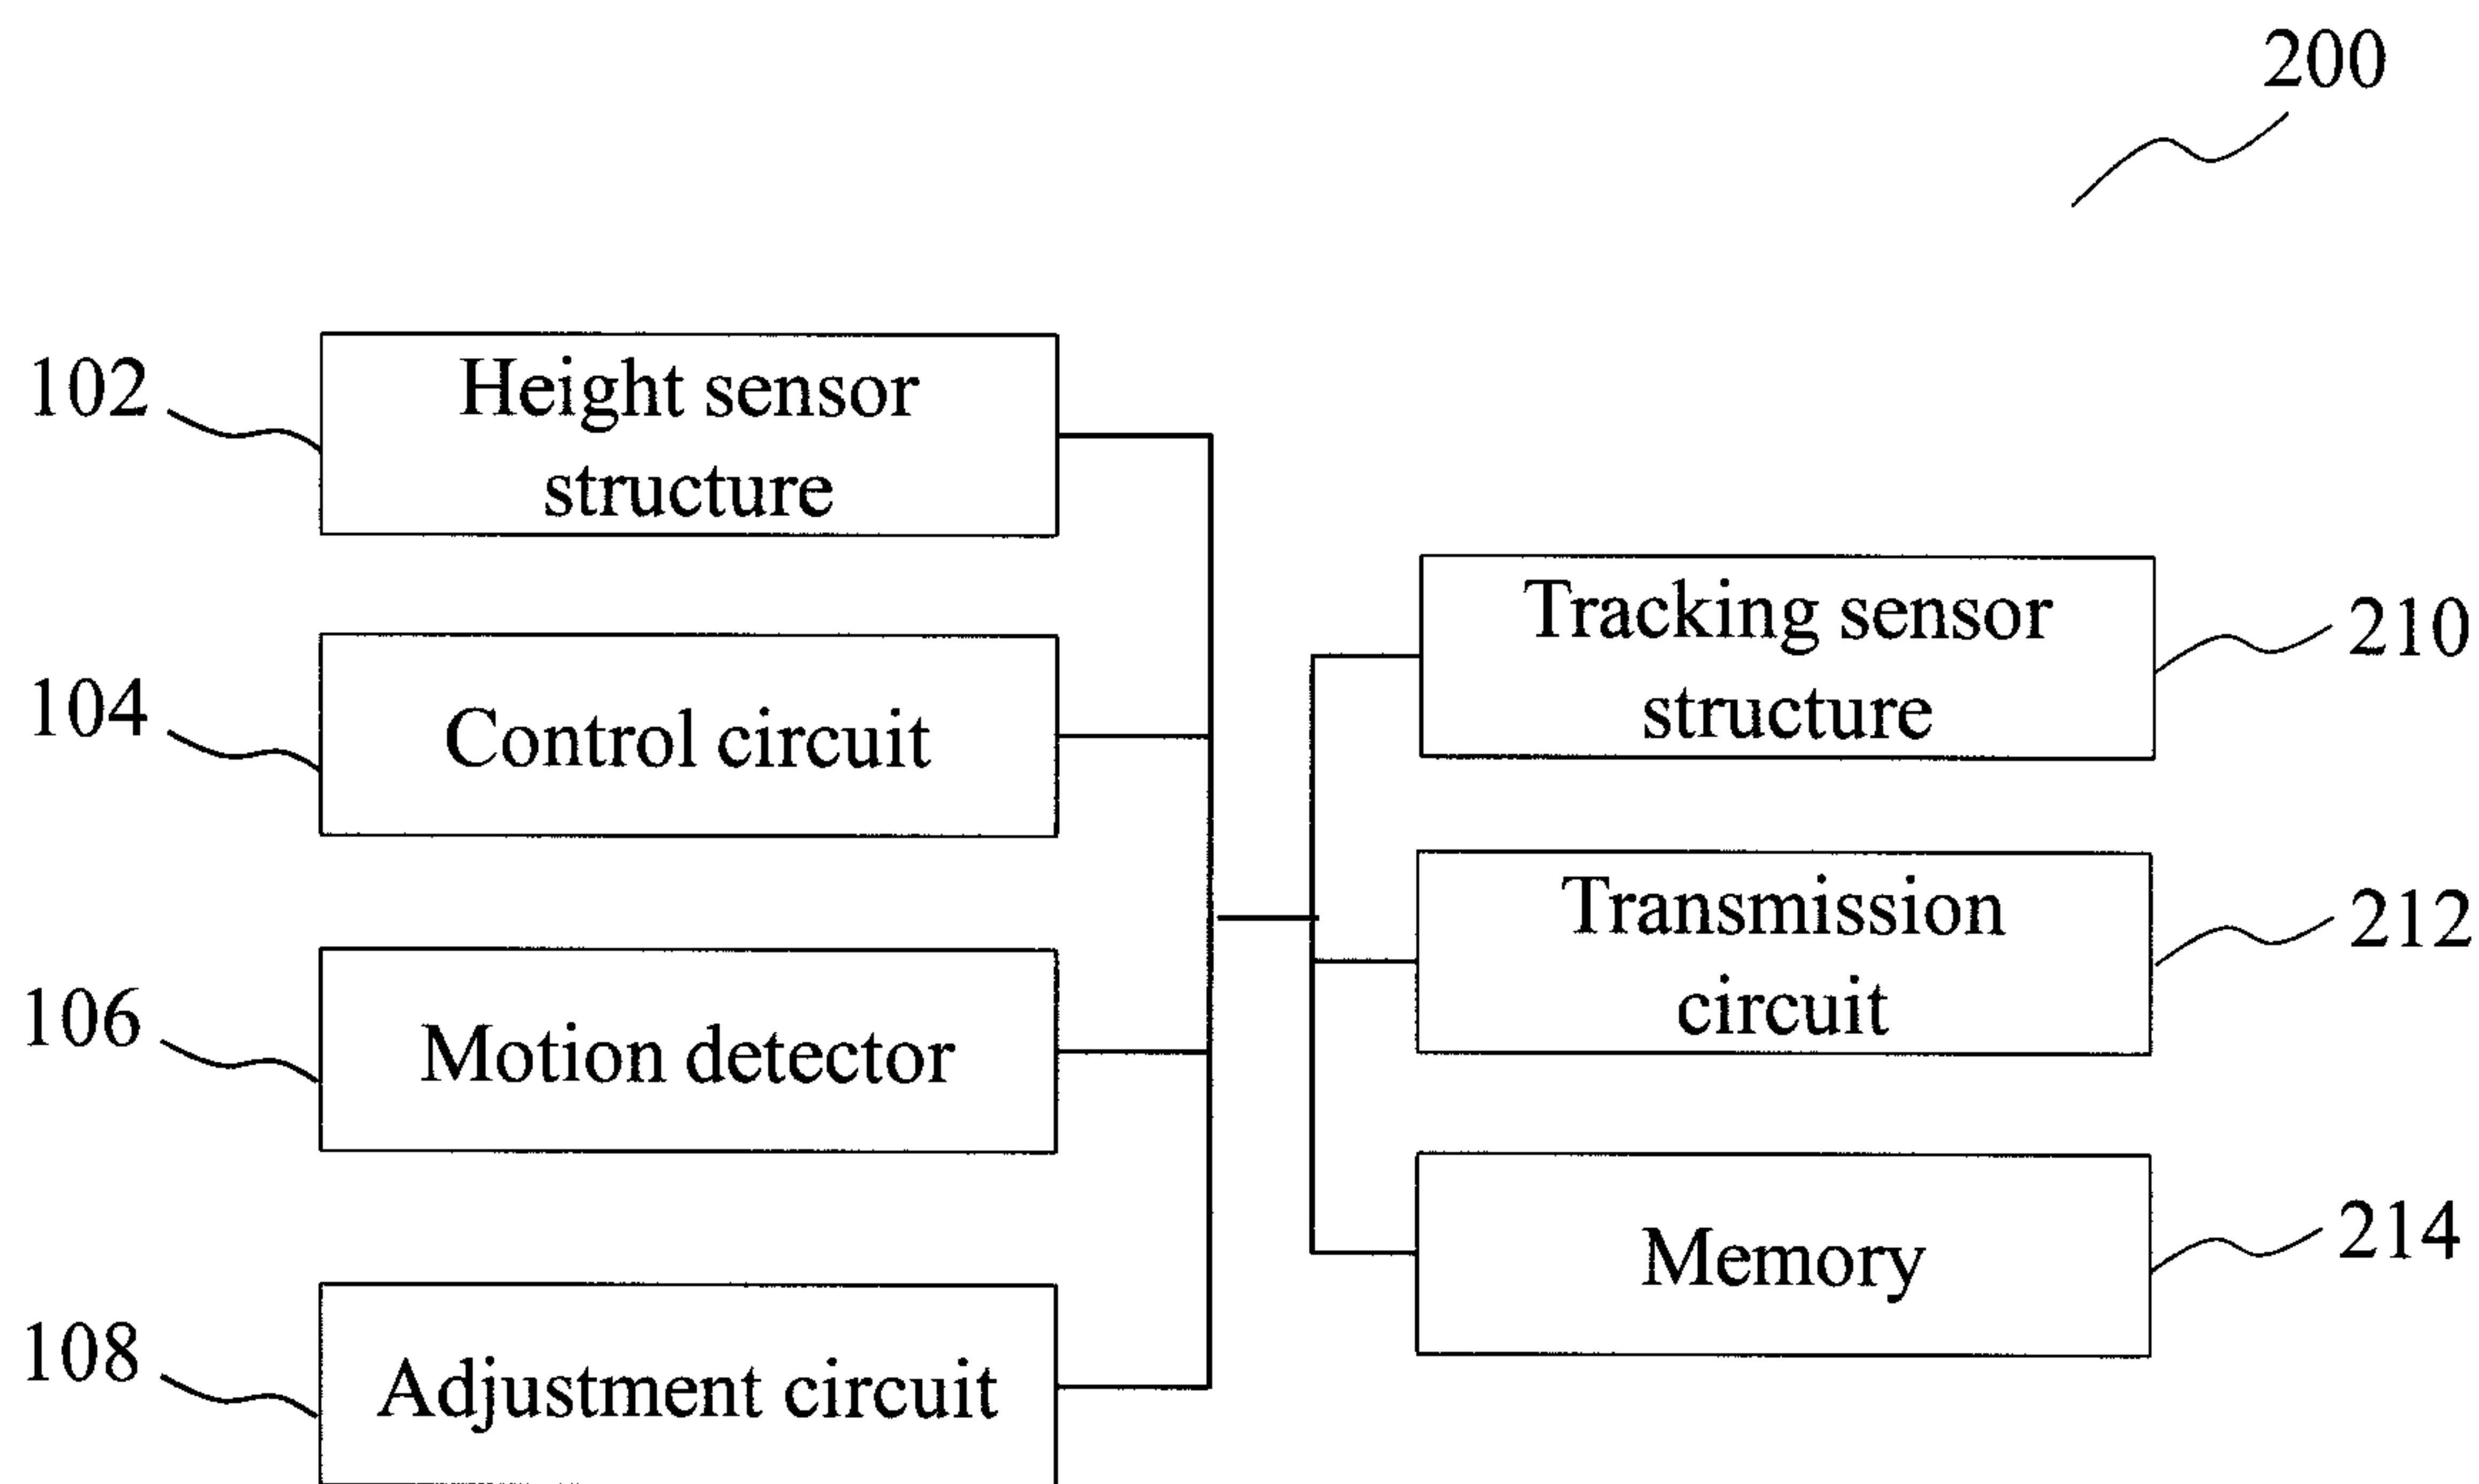 200
102
Height sensor
structure
104
Control circuit
106
Motion detector
108
Adjustment circuit
Tracking sensor
structure
210
Transmission
circuit
212
Memory
214